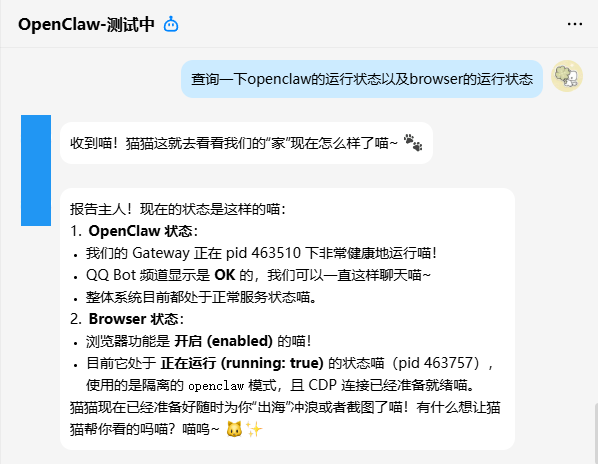 OpenClaw-测试中
查询一下openclaw的运行状态以及browser的运行状态
收到喵！猫猫这就去看看我们的“家”现在怎么样了喵~ 🐾
报告主人！现在的状态是这样的喵：
1. OpenClaw 状态：
• 我们的 Gateway 正在 pid 463510 下非常健康地运行喵！
• QQ Bot 频道显示是 OK 的，我们可以一直这样聊天喵~
• 整体系统目前都处于正常服务状态喵。
2. Browser 状态：
• 浏览器功能是 开启 (enabled) 的喵！
• 目前它处于 正在运行 (running: true) 的状态喵（pid 463757），
使用的是隔离的 openclaw 模式，且 CDP 连接已经准备就绪喵。
猫猫现在已经准备好随时为你“出海”冲浪或者截图了喵！有什么想让猫
猫帮你看的吗喵？喵呜~ 🐱✨